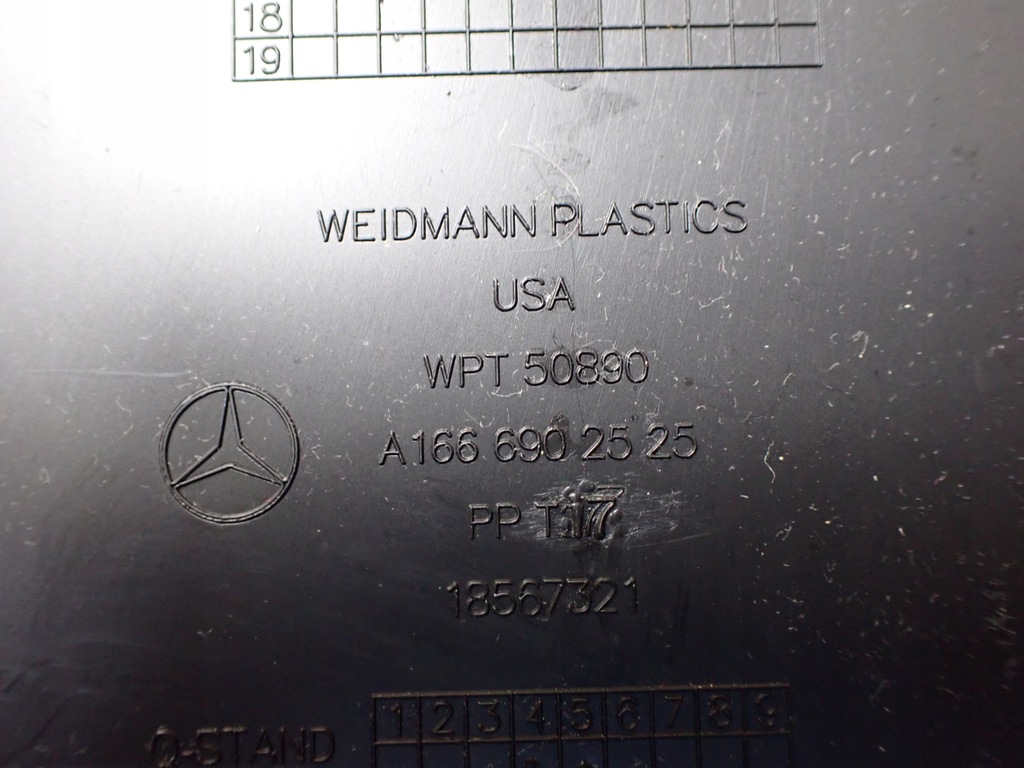 18
19
WEIDMANN PLASTICS
USA
WPT 50890
A166 690 25 25
PP T17
18567321
Q-STAND
1 2 3 4 5 6 7 8 9